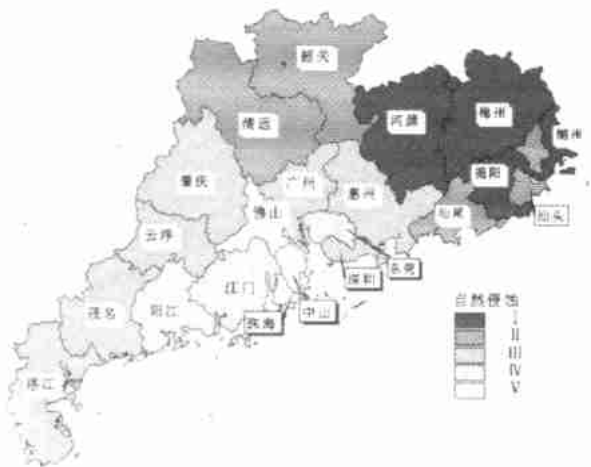 韶关
清远
河源
梅州
潮州
揭阳
肇庆
广州
惠州
汕尾
汕头
佛山
云浮
深圳
东莞
江门
中山
珠海
茂名
阳江
湛江
自然侵蚀
I
II
III
IV
V